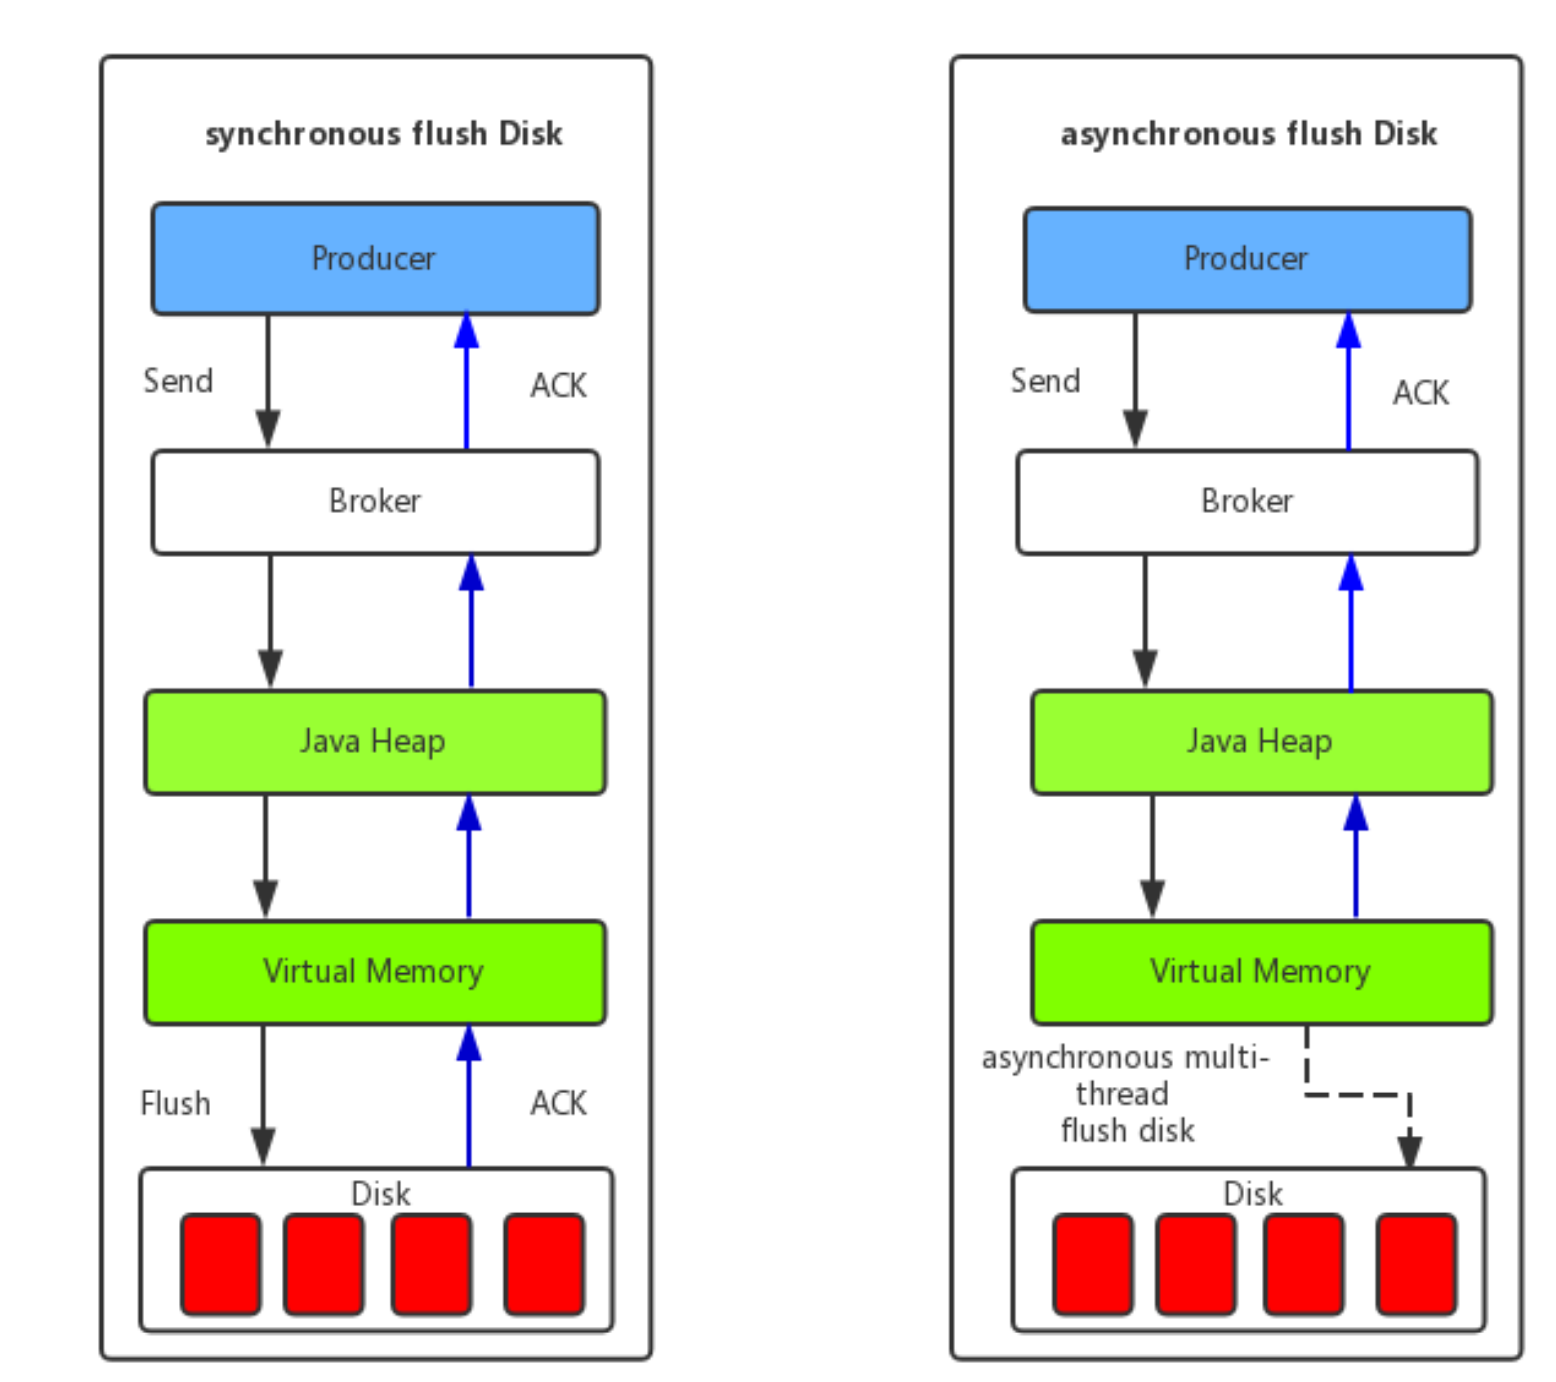 synchronous flush Disk
Producer
Send
ACK
Broker
Java Heap
Virtual Memory
Flush
ACK
Disk
asynchronous flush Disk
Producer
Send
ACK
Broker
Java Heap
Virtual Memory
asynchronous multi-
thread
flush disk
Disk